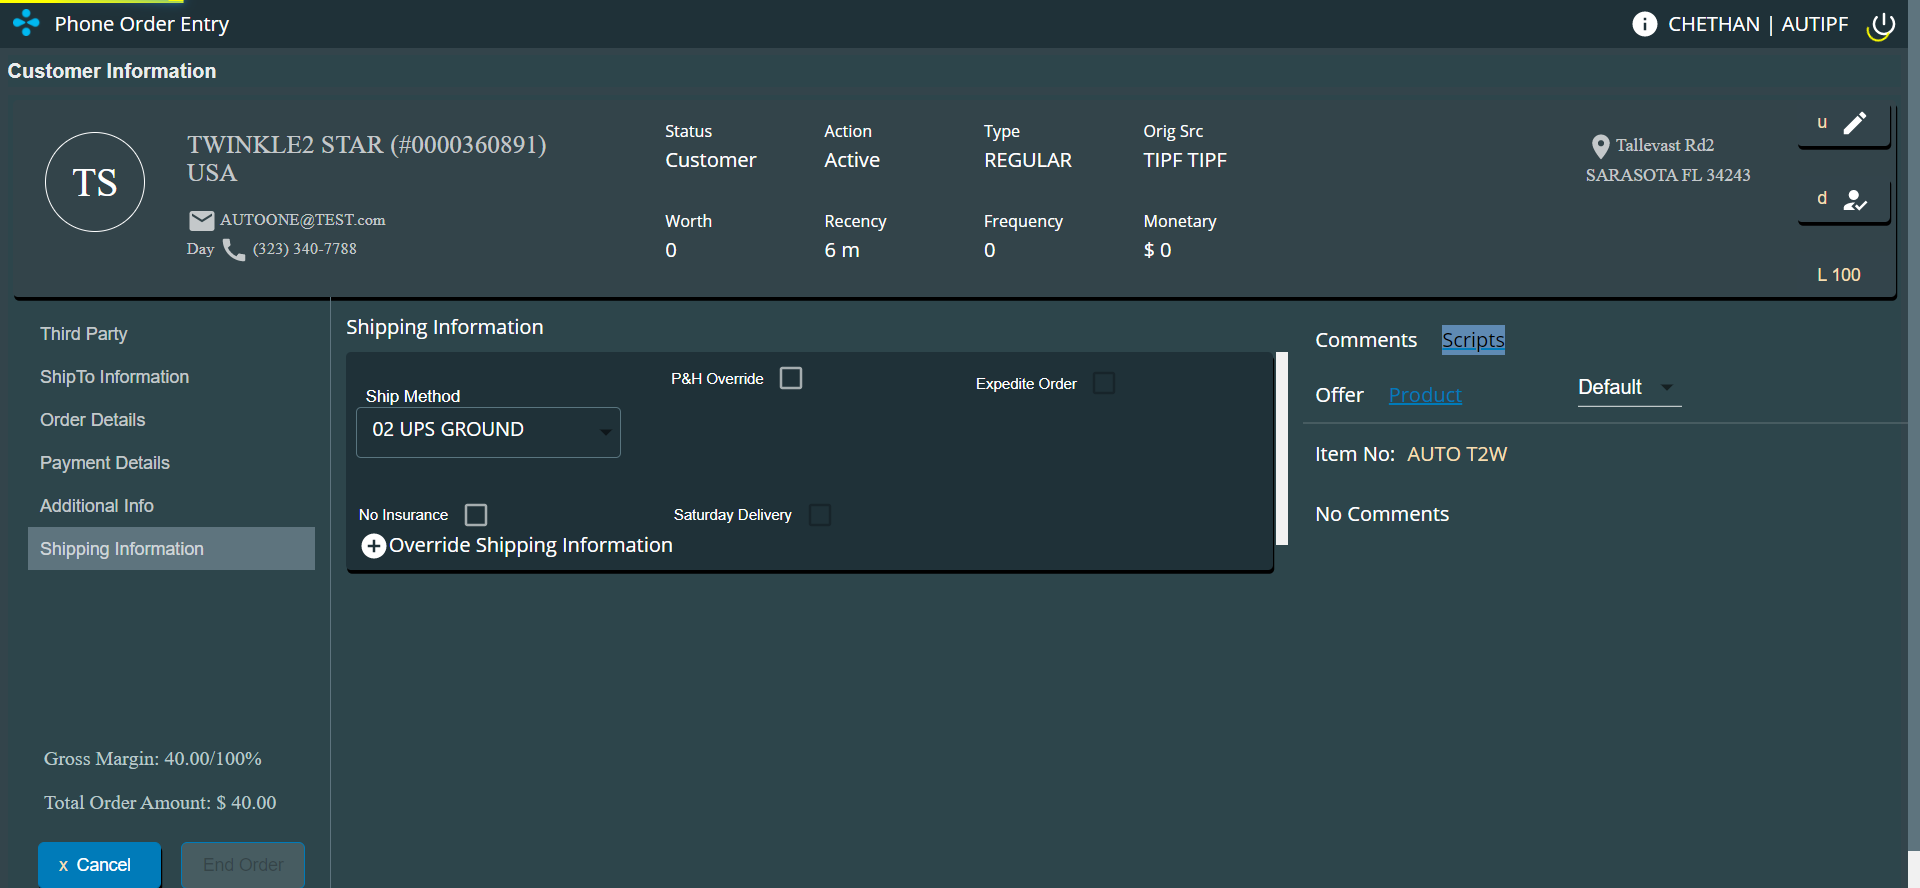 Phone Order Entry
CHETHAN | AUTIPF
Customer Information
TS
TWINKLE2 STAR (#0000360891)
USA
AUTOONE@TEST.com
Day (323) 340-7788
Status
Customer
Action
Active
Type
REGULAR
Orig Src
TIPF TIPF
Worth
0
Recency
6 m
Frequency
0
Monetary
$ 0
Tallevast Rd2
SARASOTA FL 34243
u
d
L 100
Third Party
ShipTo Information
Order Details
Payment Details
Additional Info
Shipping Information
Gross Margin: 40.00/100%
Total Order Amount: $ 40.00
x Cancel
End Order
Shipping Information
Ship Method
02 UPS GROUND
P&H Override
Expedite Order
No Insurance
Saturday Delivery
Override Shipping Information
Comments Scripts
Offer Product
Default
Item No: AUTO T2W
No Comments